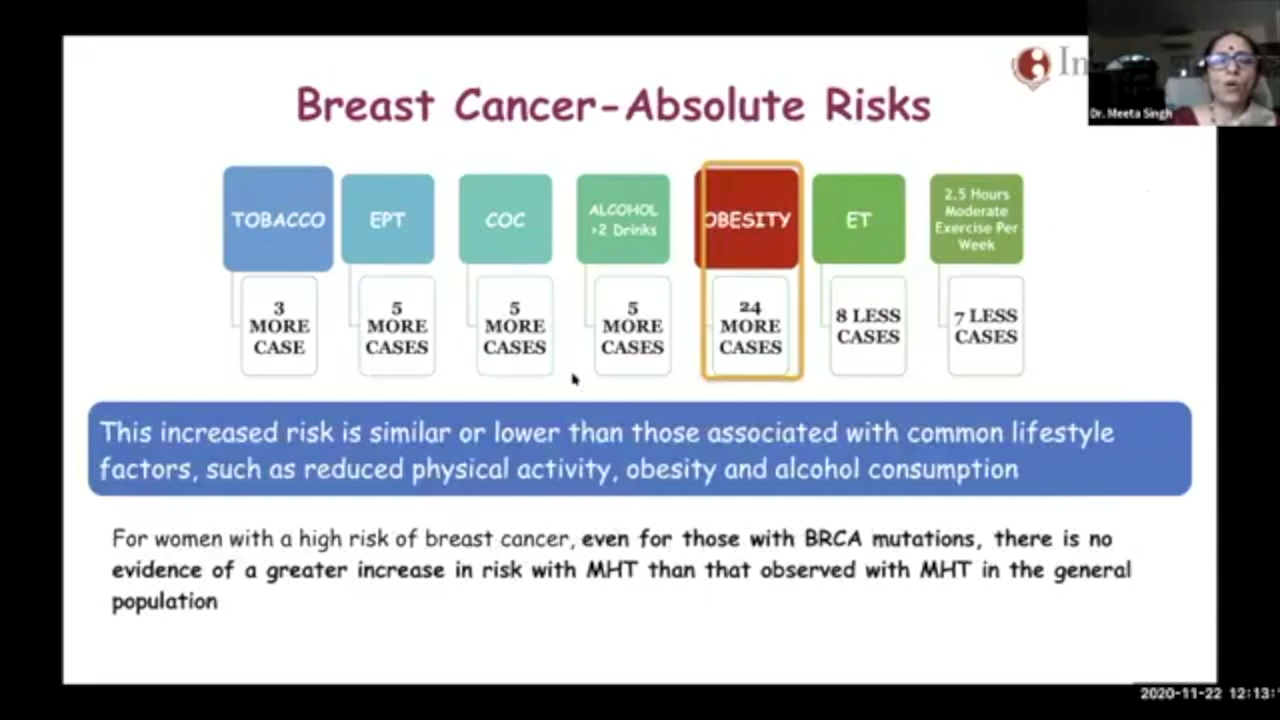 Breast Cancer-Absolute Risks
Dr. Meeta Singh
TOBACCO
3
MORE
CASE
EPT
5
MORE
CASES
COC
5
MORE
CASES
ALCOHOL
>2 Drinks
5
MORE
CASES
OBESITY
24
MORE
CASES
ET
8 LESS
CASES
2.5 Hours
Moderate
Exercise Per
Week
7 LESS
CASES
This increased risk is similar or lower than those associated with common lifestyle
factors, such as reduced physical activity, obesity and alcohol consumption
For women with a high risk of breast cancer, even for those with BRCA mutations, there is no
evidence of a greater increase in risk with MHT than that observed with MHT in the general
population
2020-11-22 12:13: